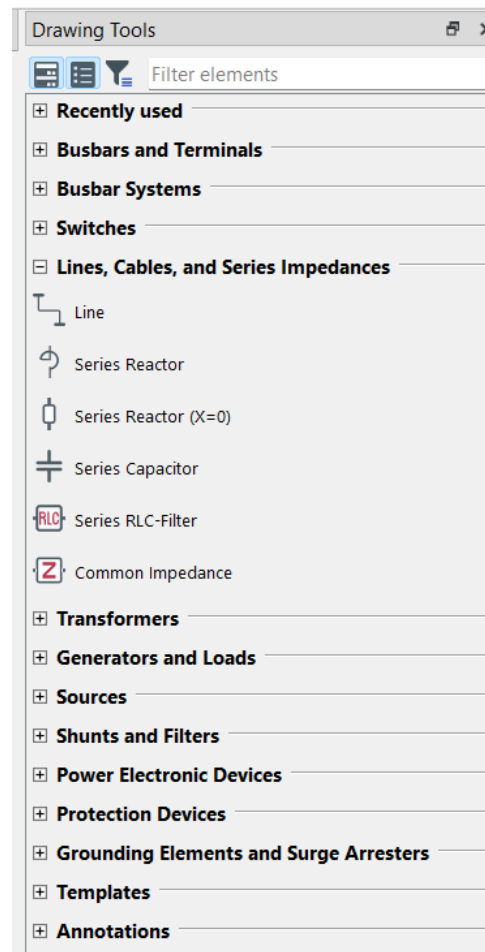 Drawing Tools
Filter elements
Recently used
Busbars and Terminals
Busbar Systems
Switches
Lines, Cables, and Series Impedances
Line
Series Reactor
Series Reactor (X=0)
Series Capacitor
RLC Series RLC-Filter
Z Common Impedance
Transformers
Generators and Loads
Sources
Shunts and Filters
Power Electronic Devices
Protection Devices
Grounding Elements and Surge Arresters
Templates
Annotations